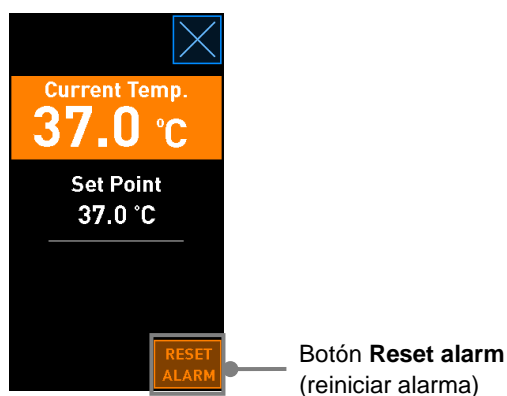 Current Temp.
37.0 °C
Set Point
37.0 °C
RESET
ALARM
Botón Reset alarm
(reiniciar alarma)